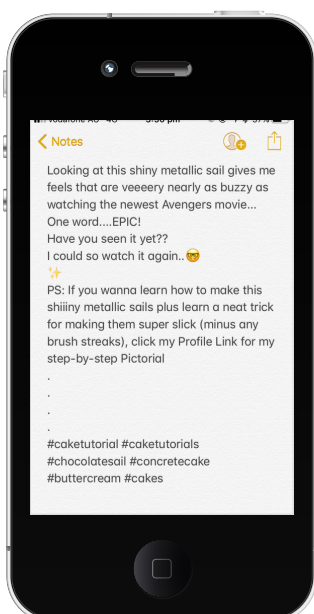 Notes
Looking at this shiny metallic sail gives me
feels that are veeeery nearly as buzzy as
watching the newest Avengers movie...
One word....EPIC!
Have you seen it yet??
I could so watch it again..🤓
✨
PS: If you wanna learn how to make this
shiiiny metallic sails plus learn a neat trick
for making them super slick (minus any
brush streaks), click my Profile Link for my
step-by-step Pictorial
.
.
.
.
#caketutorial #caketutorials
#chocolatesail #concretecake
#buttercream #cakes